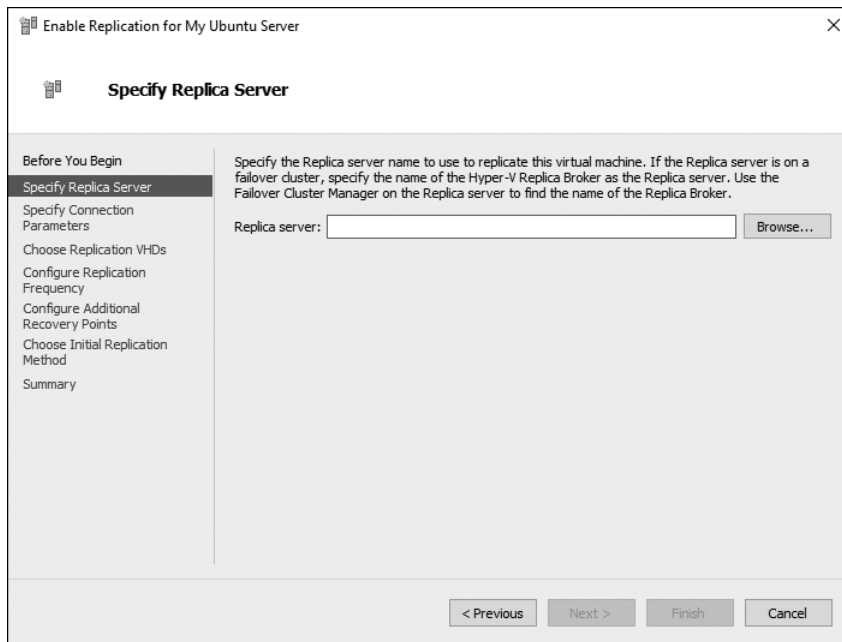 Enable Replication for My Ubuntu Server
Specify Replica Server
Before You Begin
Specify Replica Server
Specify Connection
Parameters
Choose Replication VHDs
Configure Replication
Frequency
Configure Additional
Recovery Points
Choose Initial Replication
Method
Summary
Specify the Replica server name to use to replicate this virtual machine. If the Replica server is on a
failover cluster, specify the name of the Hyper-V Replica Broker as the Replica server. Use the
Failover Cluster Manager on the Replica server to find the name of the Replica Broker.
Replica server:
Browse...
< Previous
Next >
Finish
Cancel